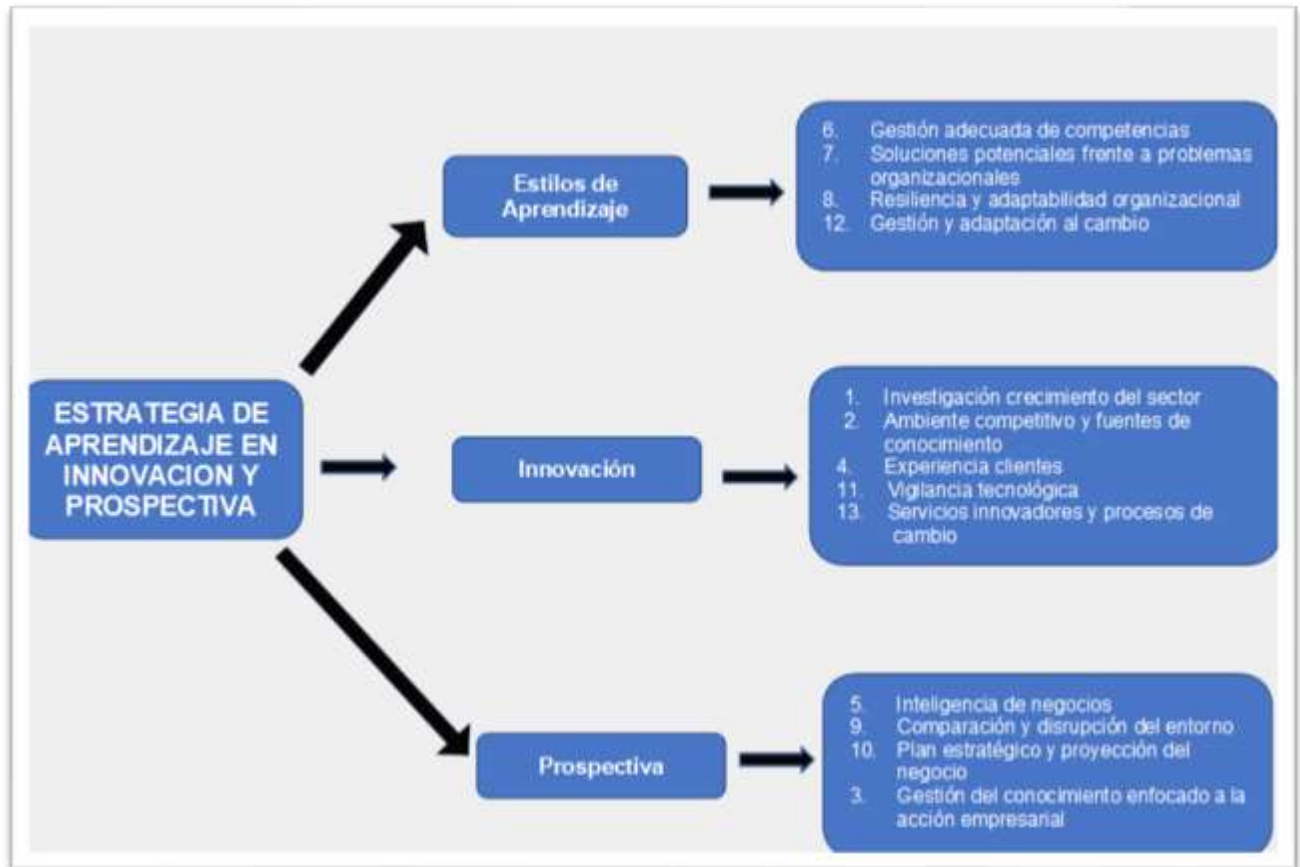 ESTRATEGIA DE
APRENDIZAJE EN
INNOVACION Y
PROSPECTIVA
Estilos de
Aprendizaje
6. Gestión adecuada de competencias
7. Soluciones potenciales frente a problemas
organizacionales
8. Resiliencia y adaptabilidad organizacional
12. Gestión y adaptación al cambio
Innovación
1. Investigación crecimiento del sector
2. Ambiente competitivo y fuentes de
conocimiento
4. Experiencia clientes
11. Vigilancia tecnológica
13. Servicios innovadores y procesos de
cambio
Prospectiva
5. Inteligencia de negocios
9. Comparación y disrupción del entorno
10. Plan estratégico y proyección del
negocio
3. Gestión del conocimiento enfocado a la
acción empresarial